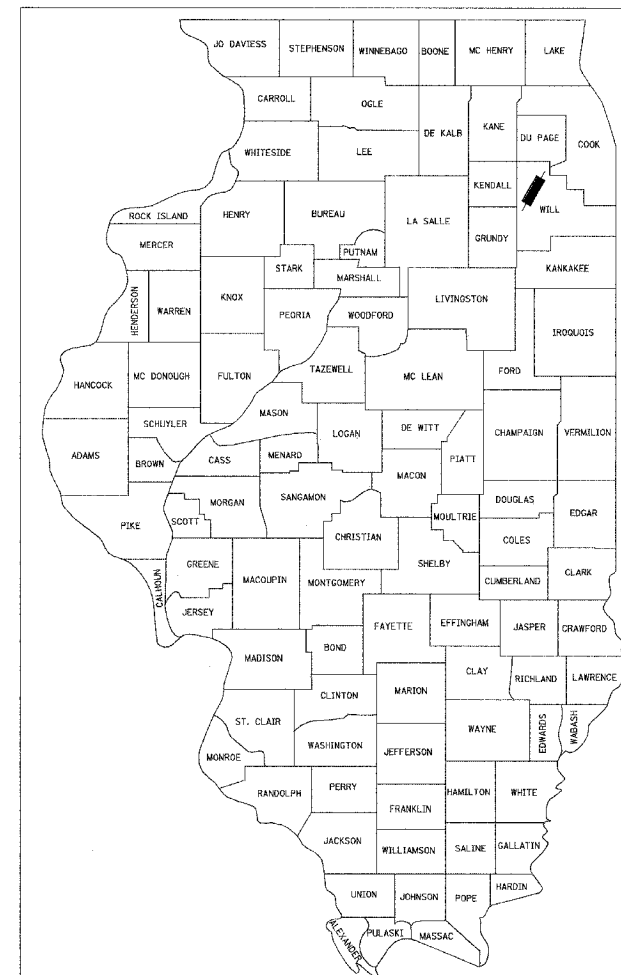 JO DAVIESS
STEPHENSON
WINNEBAGO
BOONE
MC HENRY
LAKE
CARROLL
OGLE
DE KALB
KANE
DU PAGE
COOK
WHITESIDE
LEE
KENDALL
WILL
ROCK ISLAND
HENRY
BUREAU
LA SALLE
GRUNDY
MERCER
PUTNAM
STARK
MARSHALL
KANKAKEE
HENDERSON
WARREN
KNOX
PEORIA
WOODFORD
LIVINGSTON
IROQUOIS
HANCOCK
MC DONOUGH
FULTON
TAZEWELL
MC LEAN
FORD
MASON
SCHUYLER
LOGAN
DE WITT
CHAMPAIGN
VERMILION
ADAMS
BROWN
CASS
MENARD
PIATT
MACON
MORGAN
SANGAMON
DOUGLAS
EDGAR
PIKE
SCOTT
CHRISTIAN
MOULTRIE
COLES
GREENE
SHELBY
CALHOUN
MACOUPIN
MONTGOMERY
CUMBERLAND
CLARK
JERSEY
FAYETTE
EFFINGHAM
JASPER
CRAWFORD
MADISON
BOND
CLAY
RICHLAND
LAWRENCE
CLINTON
MARION
ST. CLAIR
WAYNE
EDWARDS
WABASH
WASHINGTON
JEFFERSON
MONROE
RANDOLPH
PERRY
HAMILTON
WHITE
FRANKLIN
JACKSON
WILLIAMSON
SALINE
GALLATIN
UNION
JOHNSON
POPE
HARDIN
ALEXANDER
PULASKI
MASSAC